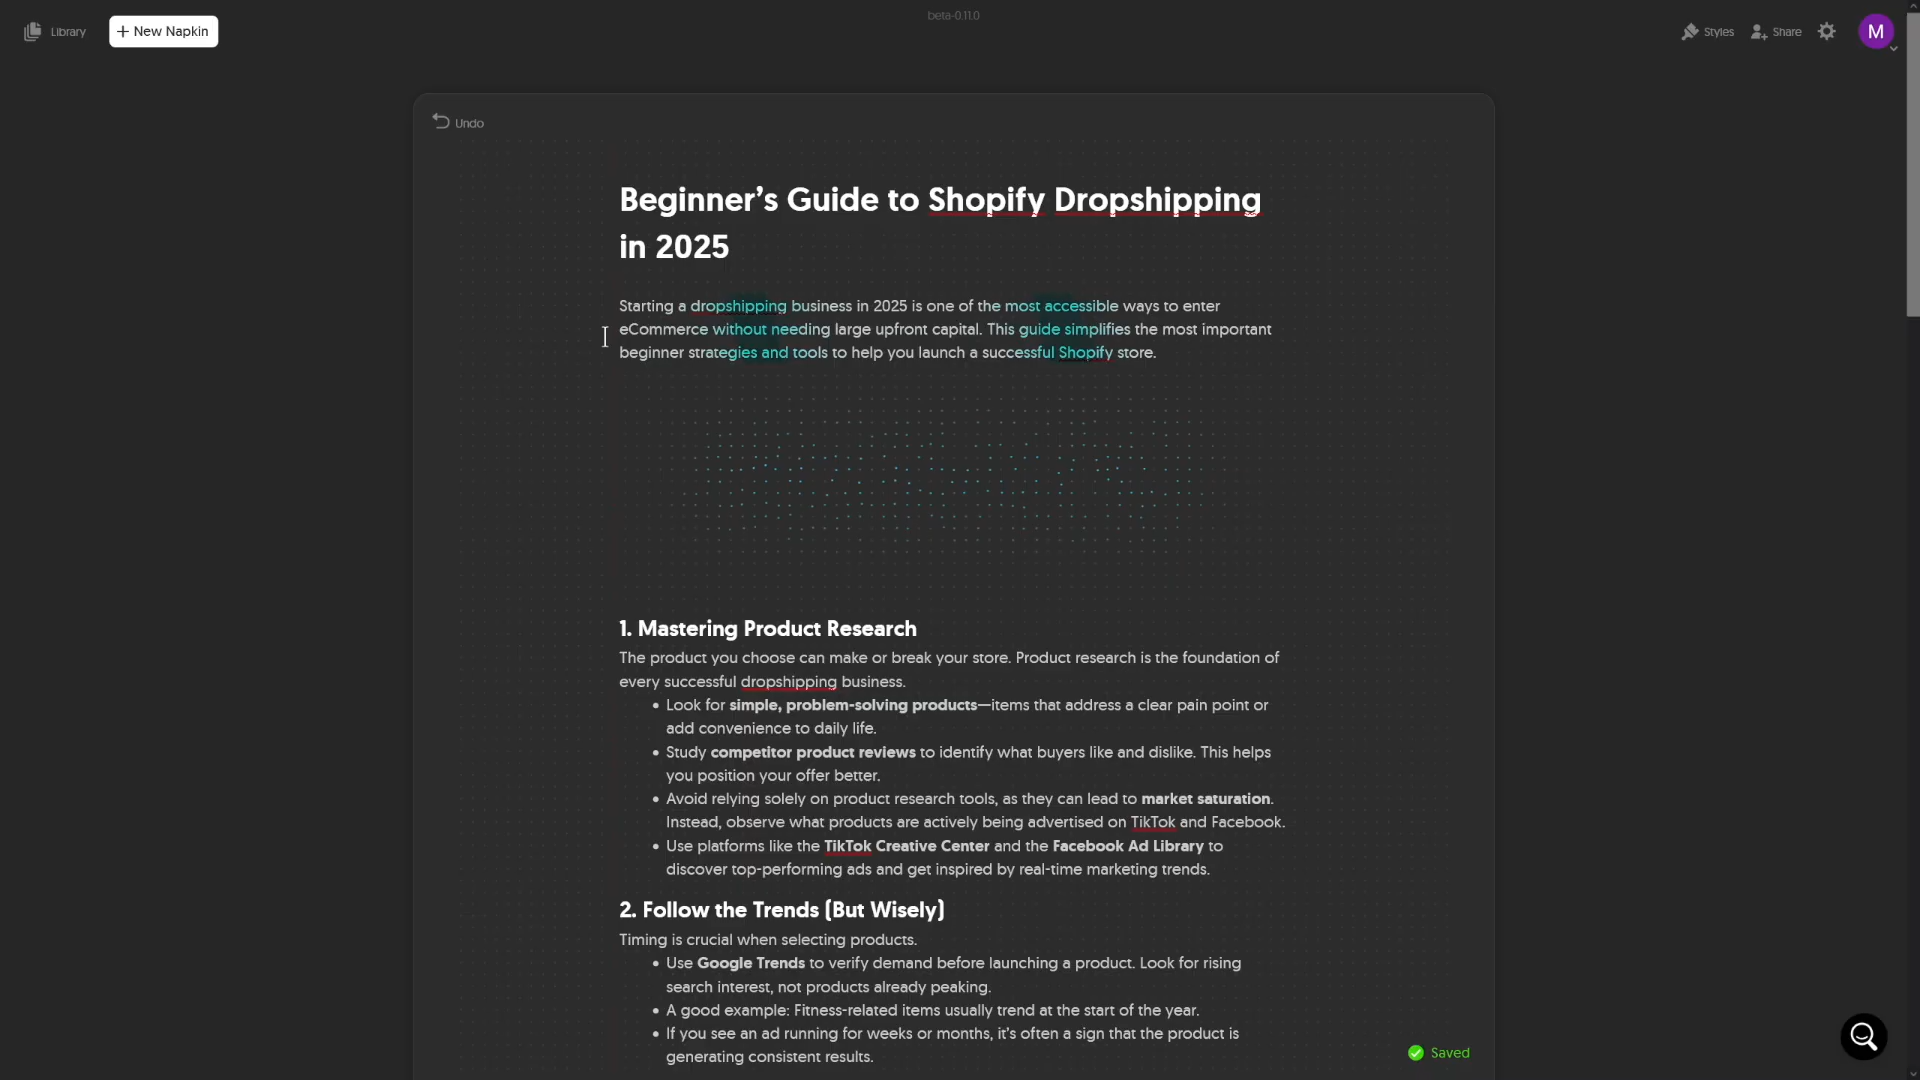 Library
+ New Napkin
beta-0.11.0
Styles
Share
M
Undo
Beginner’s Guide to Shopify Dropshipping
in 2025
Starting a dropshipping business in 2025 is one of the most accessible ways to enter
eCommerce without needing large upfront capital. This guide simplifies the most important
beginner strategies and tools to help you launch a successful Shopify store.
1. Mastering Product Research
The product you choose can make or break your store. Product research is the foundation of
every successful dropshipping business.
• Look for simple, problem-solving products—items that address a clear pain point or
add convenience to daily life.
• Study competitor product reviews to identify what buyers like and dislike. This helps
you position your offer better.
• Avoid relying solely on product research tools, as they can lead to market saturation.
Instead, observe what products are actively being advertised on TikTok and Facebook.
• Use platforms like the TikTok Creative Center and the Facebook Ad Library to
discover top-performing ads and get inspired by real-time marketing trends.
2. Follow the Trends (But Wisely)
Timing is crucial when selecting products.
• Use Google Trends to verify demand before launching a product. Look for rising
search interest, not products already peaking.
• A good example: Fitness-related items usually trend at the start of the year.
• If you see an ad running for weeks or months, it’s often a sign that the product is
generating consistent results.
Saved